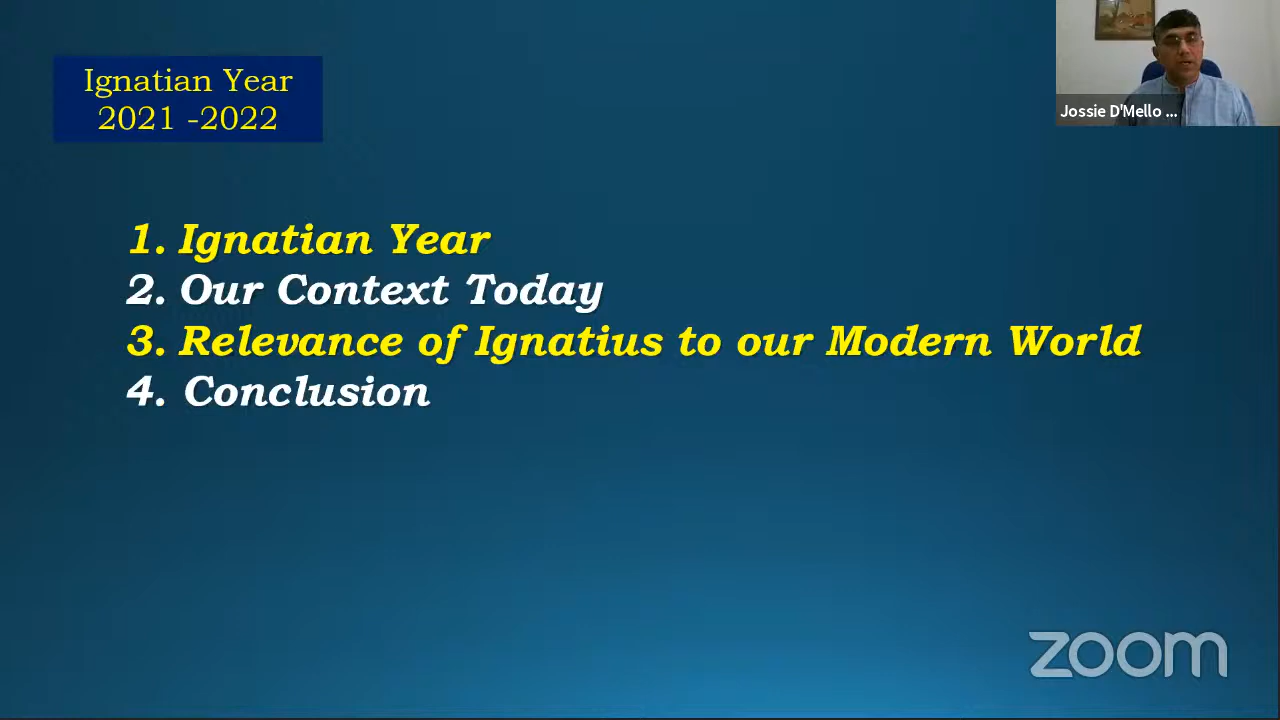 Ignatian Year
2021 -2022
Jossie D'Mello ...
1. Ignatian Year
2. Our Context Today
3. Relevance of Ignatius to our Modern World
4. Conclusion
zoom